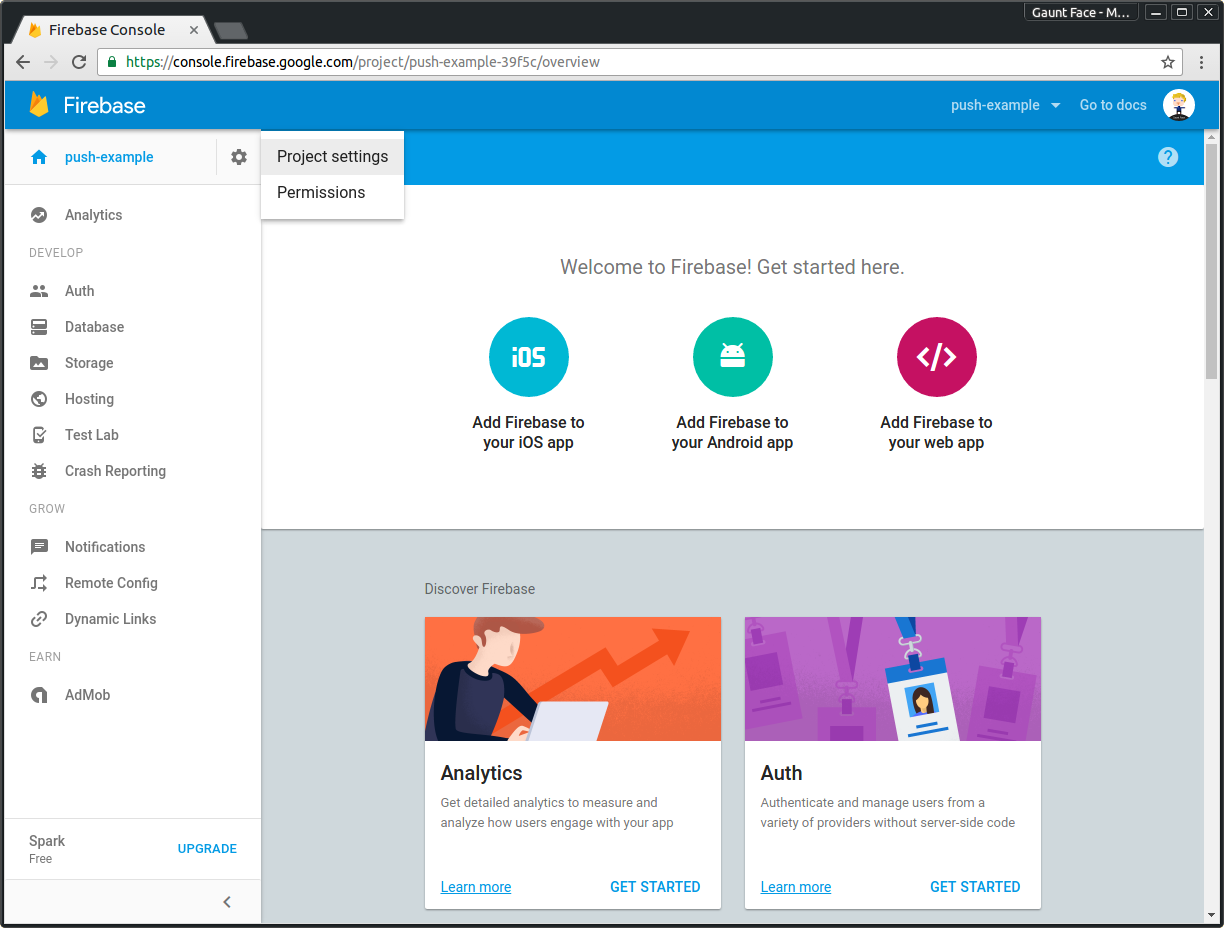 Gaunt Face - M...
Firebase Console
https://console.firebase.google.com/project/push-example-39f5c/overview
Firebase
push-example
Go to docs
push-example
Project settings
Permissions
?
Analytics
DEVELOP
Auth
Database
Storage
Hosting
Test Lab
Crash Reporting
GROW
Notifications
Remote Config
Dynamic Links
EARN
AdMob
Spark
Free
UPGRADE
Welcome to Firebase! Get started here.
iOS
</>
Add Firebase to
your iOS app
Add Firebase to
your Android app
Add Firebase to
your web app
Discover Firebase
Analytics
Get detailed analytics to measure and
analyze how users engage with your app
Learn more
GET STARTED
Auth
Authenticate and manage users from a
variety of providers without server-side code
Learn more
GET STARTED